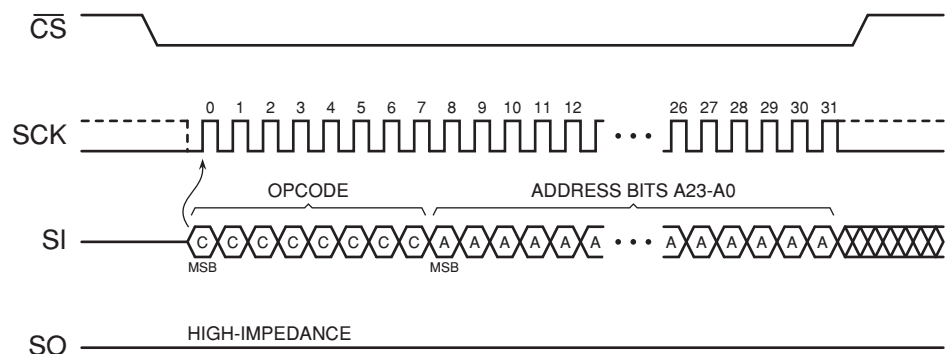 CS
0 1 2 3 4 5 6 7 8 9 10 11 12 26 27 28 29 30 31
SCK
OPCODE ADDRESS BITS A23-A0
SI C C C C C C C C A A A A A A A A A A A A
MSB MSB
HIGH-IMPEDANCE
SO